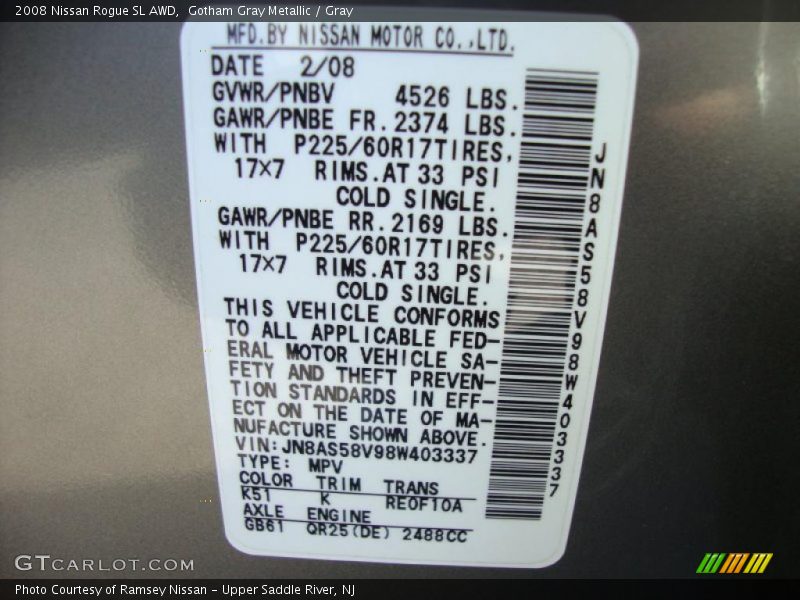 2008 Nissan Rogue SL AWD, Gotham Gray Metallic / Gray
MFD.BY NISSAN MOTOR CO.,LTD.
DATE 2/08
GVWR/PNBV 4526 LBS.
GAWR/PNBE FR.2374 LBS.
WITH P225/60R17TIRES,
17×7 RIMS.AT 33 PSI
COLD SINGLE.
GAWR/PNBE RR.2169 LBS.
WITH P225/60R17TIRES,
17×7 RIMS.AT 33 PSI
COLD SINGLE.
THIS VEHICLE CONFORMS
TO ALL APPLICABLE FED-
ERAL MOTOR VEHICLE SA-
FETY AND THEFT PREVEN-
TION STANDARDS IN EFF-
ECT ON THE DATE OF MA-
NUFACTURE SHOWN ABOVE.
VIN:JN8AS58V98W403337
TYPE: MPV
COLOR TRIM TRANS
K51 K RE0F10A
AXLE ENGINE
GB61 QR25(DE) 2488CC
JN8AS58V98W403337
GTCARLOT.COM
Photo Courtesy of Ramsey Nissan - Upper Saddle River, NJ